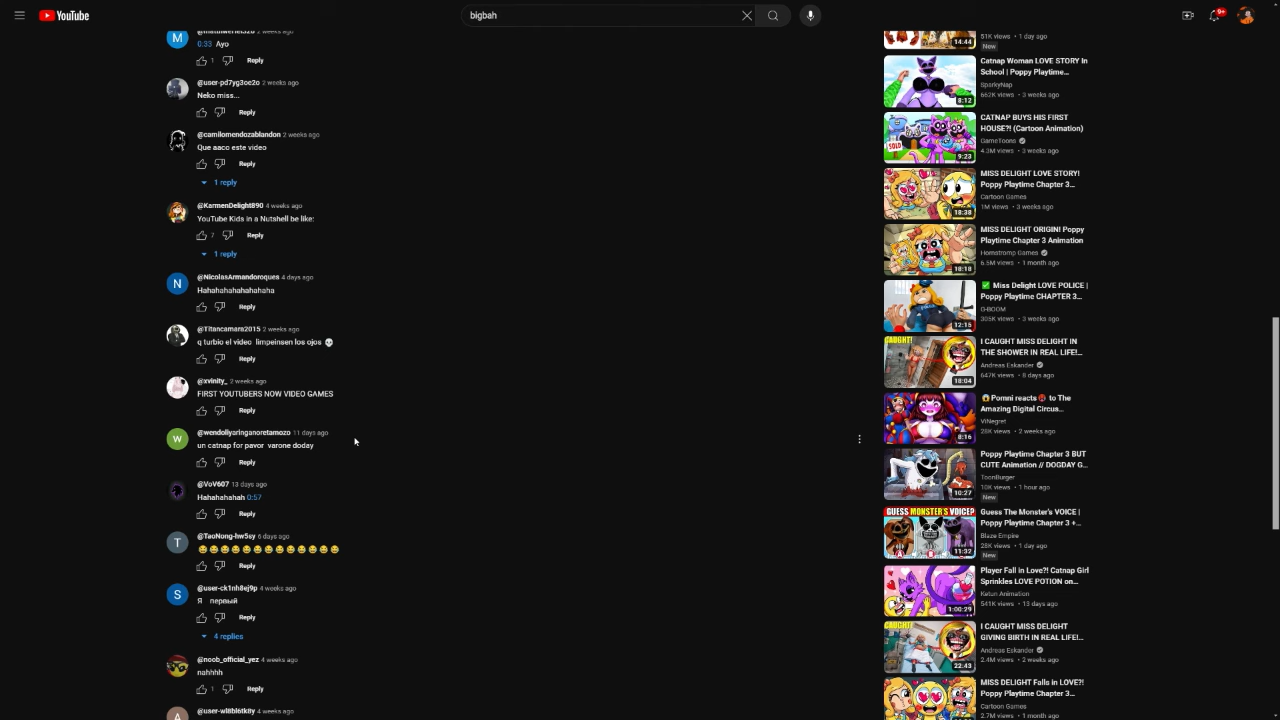 YouTube
bigbah
9+
2 weeks ago
0:33 Ayo
1
Reply
@user-pd7yg3oe2o 2 weeks ago
Neko miss...
Reply
@camilomendozablandon 2 weeks ago
Que aaco este video
Reply
1 reply
@KarmenDelight890 4 weeks ago
YouTube Kids in a Nutshell be like:
7
Reply
1 reply
N
@NicolasArmandoroques 4 days ago
Hahahahahahahaha
Reply
@Titancamara2015 2 weeks ago
q turbio el video limpeinsen los ojos 💀
Reply
@xvinity_ 2 weeks ago
FIRST YOUTUBERS NOW VIDEO GAMES
Reply
W
@wendollyaringanoretamozo 11 days ago
un catnap for pavor varone doday
Reply
@VoV607 13 days ago
Hahahahahah 0:57
Reply
T
@TaoNong-hw5sy 6 days ago
😂😂😂😂😂😂😂😂😂😂😂😂😂
Reply
S
@user-ck1nh8ej9p 4 weeks ago
Я первый
Reply
4 replies
@noob_official_yez 4 weeks ago
nahhhh
1
Reply
A
4 weeks ago
14:44
51K views • 1 day ago
New
8:12
Catnap Woman LOVE STORY In
School | Poppy Playtime...
SparkyNap
662K views • 3 weeks ago
SOLD
9:23
CATNAP BUYS HIS FIRST
HOUSE?! (Cartoon Animation)
GameToons
4.3M views • 3 weeks ago
18:38
MISS DELIGHT LOVE STORY!
Poppy Playtime Chapter 3...
Cartoon Games
1M views • 3 weeks ago
18:18
MISS DELIGHT ORIGIN! Poppy
Playtime Chapter 3 Animation
Hornstromp Games
6.5M views • 1 month ago
12:15
✅ Miss Delight LOVE POLICE |
Poppy Playtime CHAPTER 3...
G-BOOM
305K views • 3 weeks ago
CAUGHT!
18:04
I CAUGHT MISS DELIGHT IN
THE SHOWER IN REAL LIFE!...
Andreas Eskander
647K views • 8 days ago
8:16
Pomni reacts to The
Amazing Digital Circus...
ViNegret
28K views • 2 weeks ago
10:27
Poppy Playtime Chapter 3 BUT
CUTE Animation // DOGDAY G...
ToonBurger
10K views • 1 hour ago
New
GUESS MONSTER'S VOICE?
11:32
Guess The Monster's VOICE |
Poppy Playtime Chapter 3 +...
Blaze Empire
28K views • 1 day ago
New
1:00:29
Player Fall in Love?! Catnap Girl
Sprinkles LOVE POTION on...
Ketun Animation
541K views • 13 days ago
CAUGHT!
22:43
I CAUGHT MISS DELIGHT
GIVING BIRTH IN REAL LIFE!...
Andreas Eskander
2.4M views • 2 weeks ago
MISS DELIGHT Falls in LOVE?!
Poppy Playtime Chapter 3...
Cartoon Games
2.7M views • 1 month ago